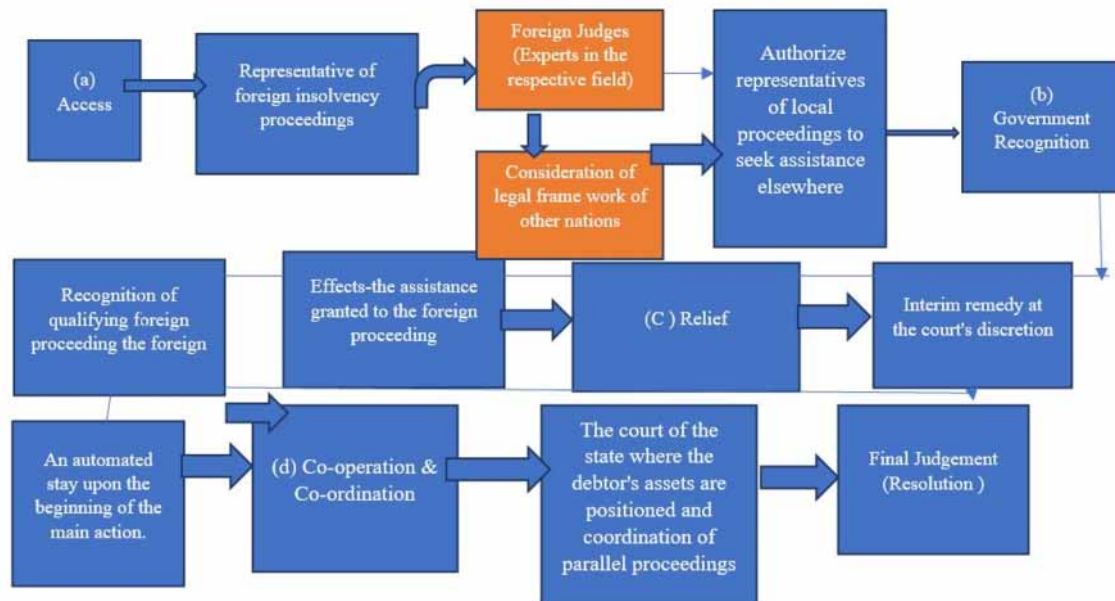 (a)
Access
Representative of
foreign insolvency
proceedings
Foreign Judges
(Experts in the
respective field)
Consideration of
legal frame work of
other nations
Authorize
representatives
of local
proceedings to
seek assistance
elsewhere
(b)
Government
Recognition
Recognition of
qualifying foreign
proceeding the foreign
Effects-the assistance
granted to the foreign
proceeding
(C ) Relief
Interim remedy at
the court's discretion
An automated
stay upon the
beginning of the
main action.
(d) Co-operation &
Co-ordination
The court of the
state where the
debtor's assets are
positioned and
coordination of
parallel proceedings
Final Judgement
(Resolution )